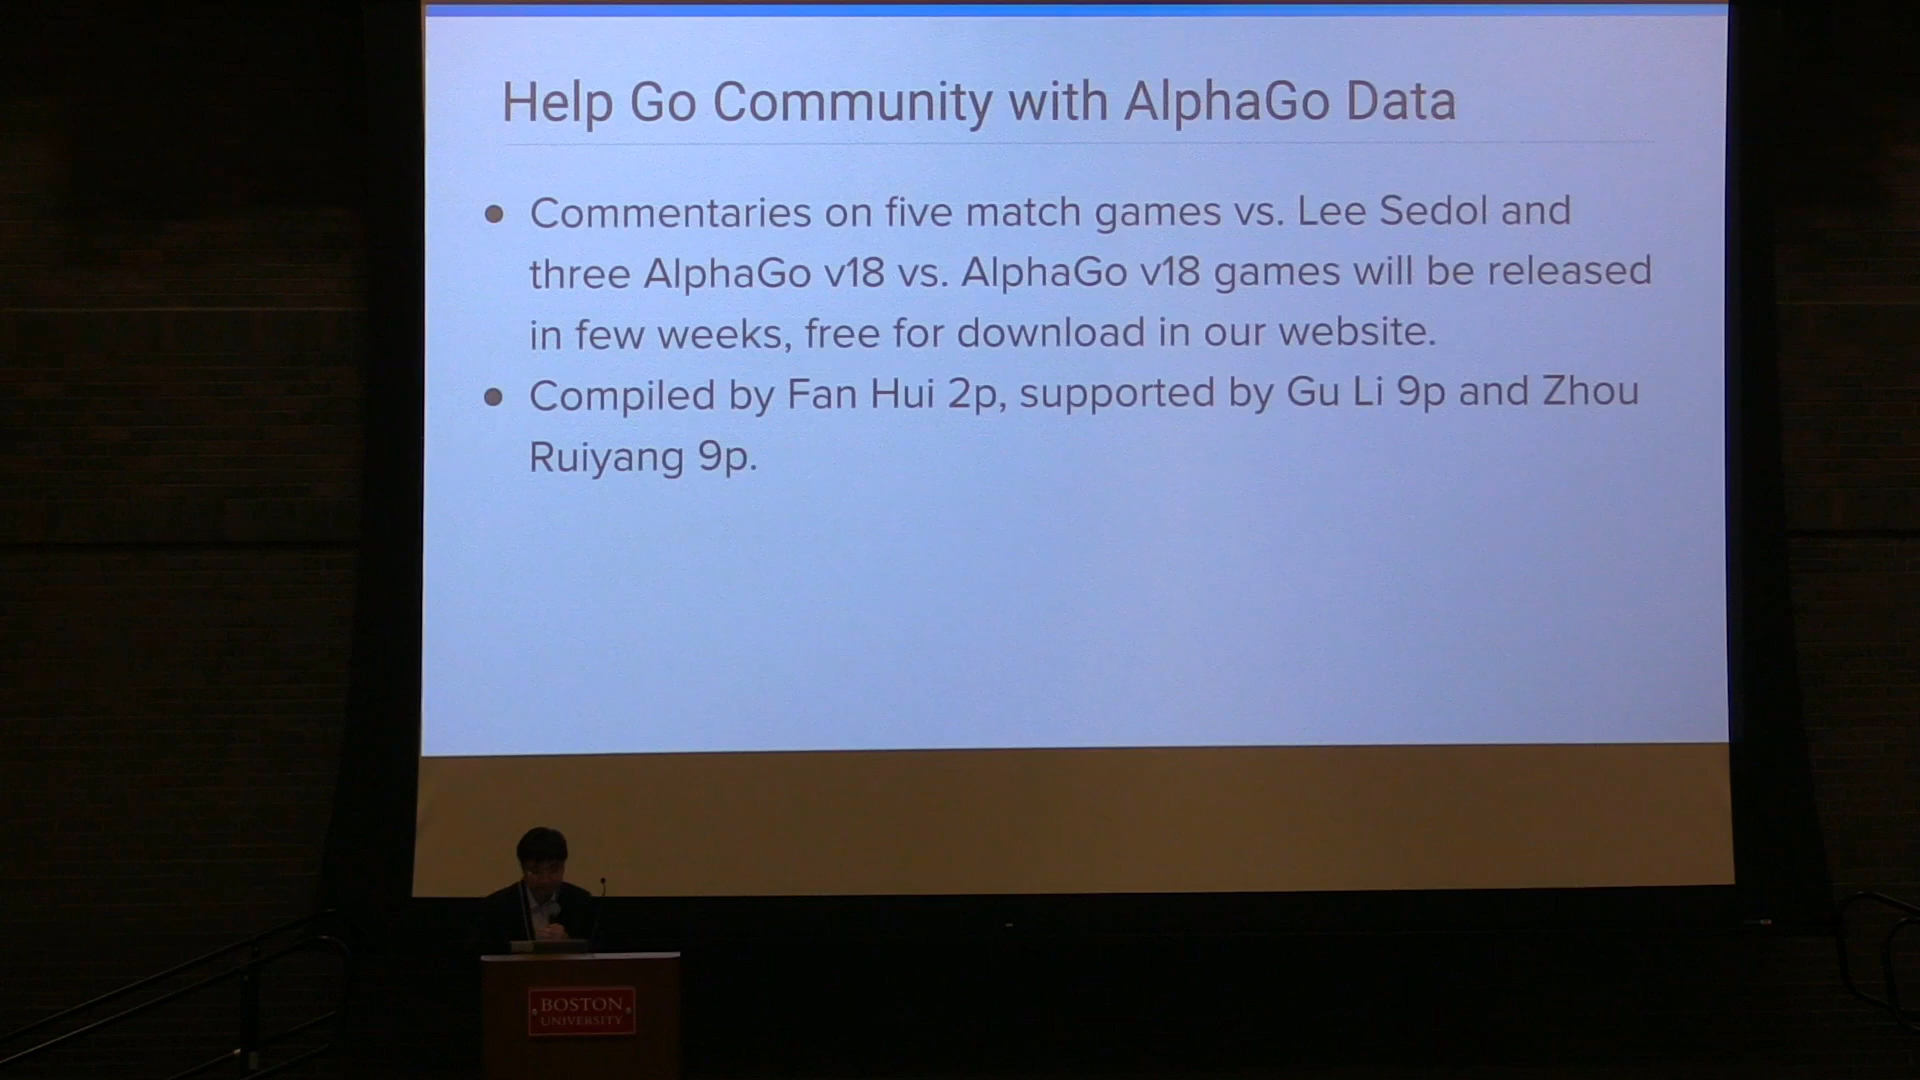 Help Go Community with AlphaGo Data
● Commentaries on five match games vs. Lee Sedol and
three AlphaGo v18 vs. AlphaGo v18 games will be released
in few weeks, free for download in our website.
● Compiled by Fan Hui 2p, supported by Gu Li 9p and Zhou
Ruiyang 9p.
BOSTON
UNIVERSITY